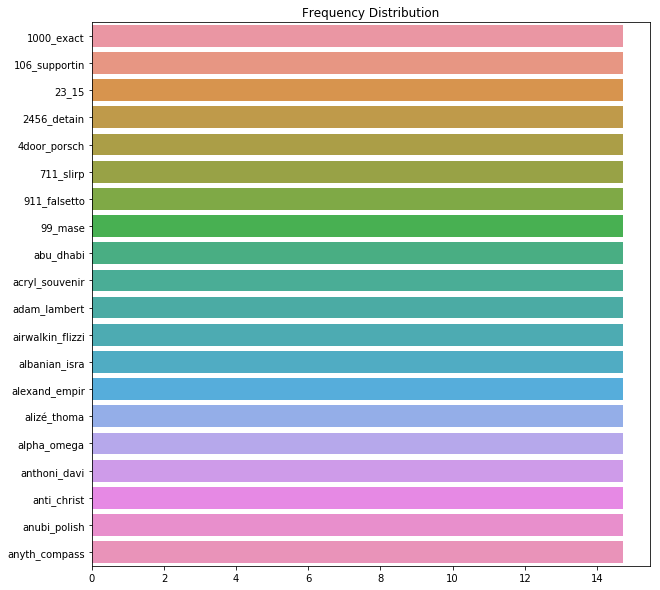 Frequency Distribution
1000_exact
106_supportin
23_15
2456_detain
4door_porsch
711_slirp
911_falsetto
99_mase
abu_dhabi
acryl_souvenir
adam_lambert
airwalkin_flizzi
albanian_isra
alexand_empir
alizé_thoma
alpha_omega
anthoni_davi
anti_christ
anubi_polish
anyth_compass
0 2 4 6 8 10 12 14